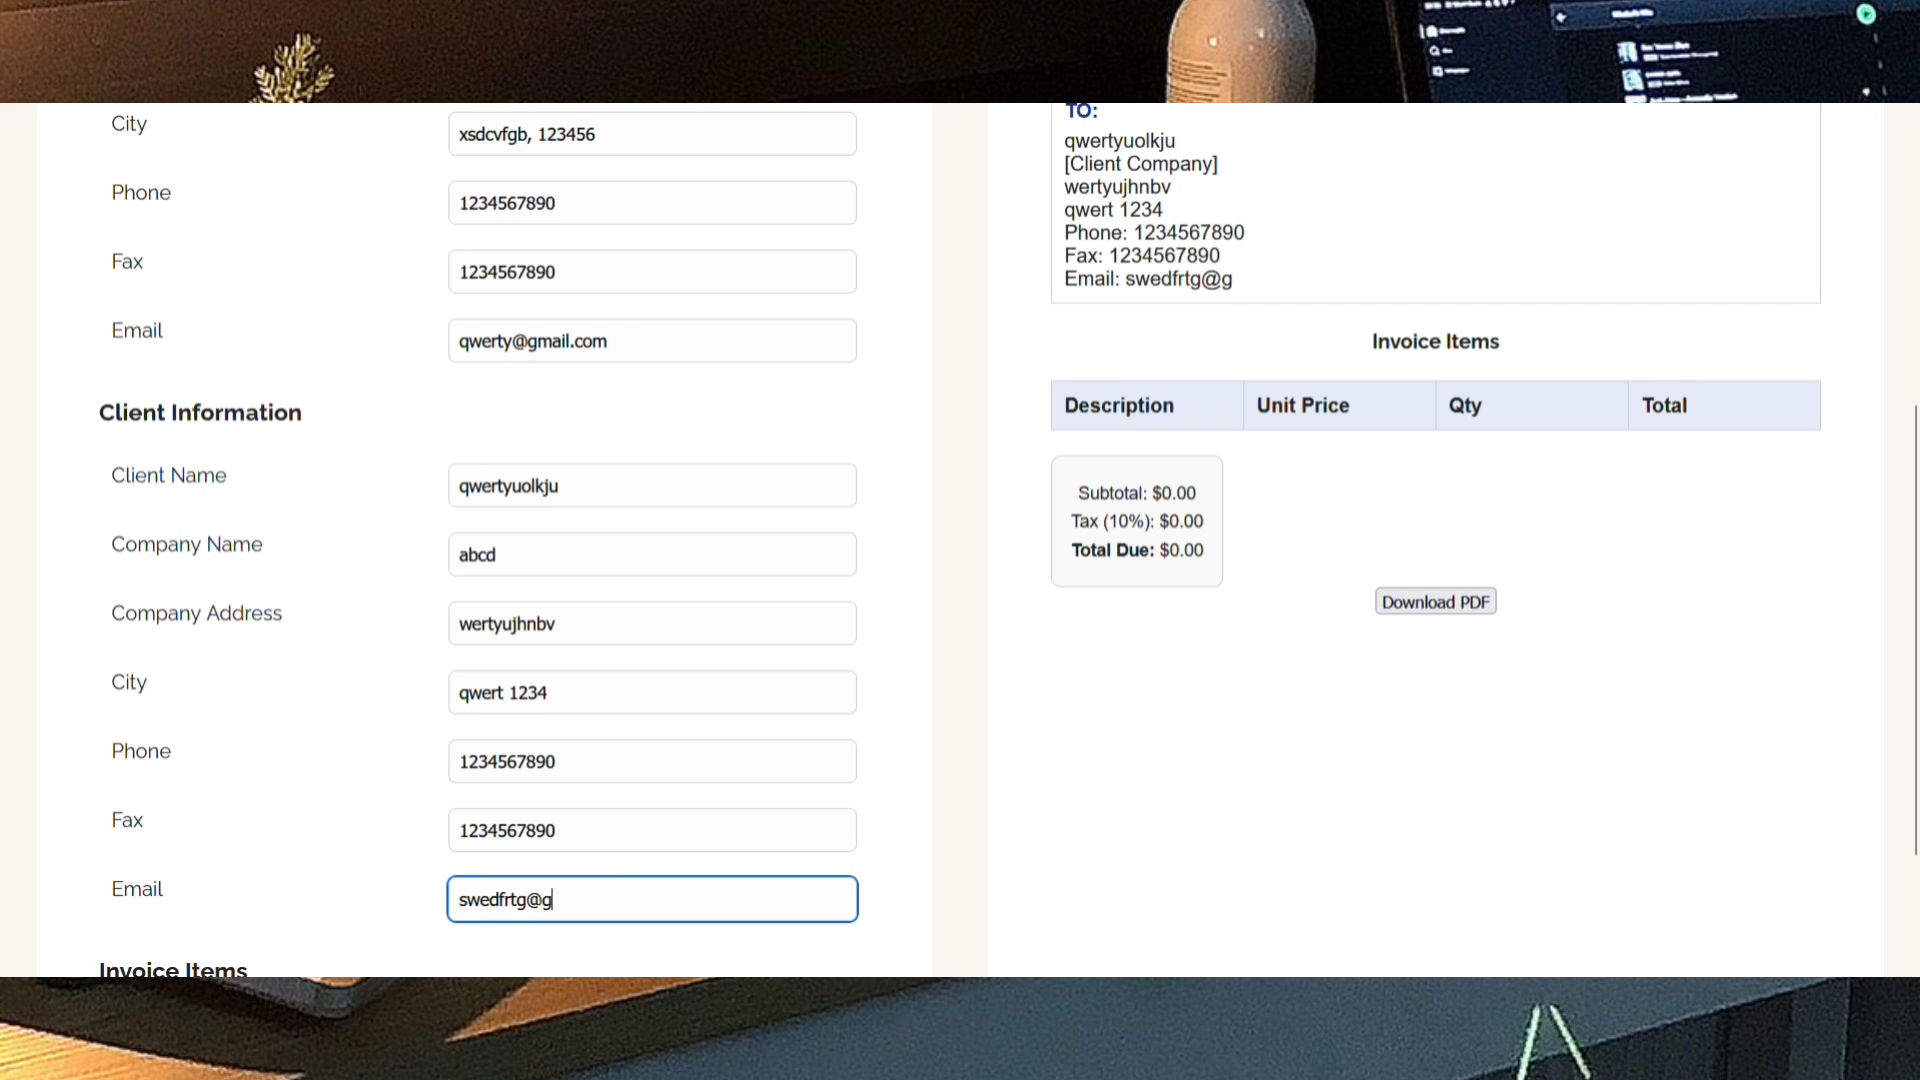 City
xsdcvfgb, 123456
Phone
1234567890
Fax
1234567890
Email
qwerty@gmail.com
Client Information
Client Name
qwertyuolkju
Company Name
abcd
Company Address
wertyujhnbv
City
qwert 1234
Phone
1234567890
Fax
1234567890
Email
swedfrtg@g
Invoice Items
TO:
qwertyuolkju
[Client Company]
wertyujhnbv
qwert 1234
Phone: 1234567890
Fax: 1234567890
Email: swedfrtg@g
Invoice Items
Description Unit Price Qty Total
Subtotal: $0.00
Tax (10%): $0.00
Total Due: $0.00
Download PDF